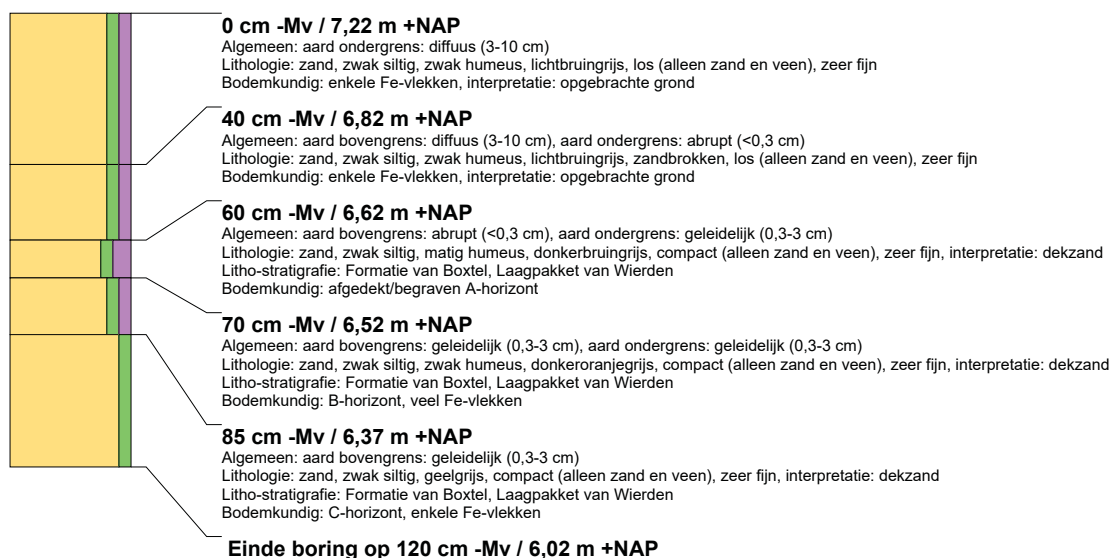 0 cm -Mv / 7,22 m +NAP
Algemeen: aard ondergrens: diffuus (3-10 cm)
Lithologie: zand, zwak siltig, zwak humeus, lichtbruingrijs, los (alleen zand en veen), zeer fijn
Bodemkundig: enkele Fe-vlekken, interpretatie: opgebrachte grond
40 cm -Mv / 6,82 m +NAP
Algemeen: aard bovengrens: diffuus (3-10 cm), aard ondergrens: abrupt (<0,3 cm)
Lithologie: zand, zwak siltig, zwak humeus, lichtbruingrijs, zandbrokken, los (alleen zand en veen), zeer fijn
Bodemkundig: enkele Fe-vlekken, interpretatie: opgebrachte grond
60 cm -Mv / 6,62 m +NAP
Algemeen: aard bovengrens: abrupt (<0,3 cm), aard ondergrens: geleidelijk (0,3-3 cm)
Lithologie: zand, zwak siltig, matig humeus, donkerbruingrijs, compact (alleen zand en veen), zeer fijn, interpretatie: dekzand
Litho-stratigrafie: Formatie van Boxtel, Laagpakket van Wierden
Bodemkundig: afgedekt/begraven A-horizont
70 cm -Mv / 6,52 m +NAP
Algemeen: aard bovengrens: geleidelijk (0,3-3 cm), aard ondergrens: geleidelijk (0,3-3 cm)
Lithologie: zand, zwak siltig, zwak humeus, donkeroranjegrijs, compact (alleen zand en veen), zeer fijn, interpretatie: dekzand
Litho-stratigrafie: Formatie van Boxtel, Laagpakket van Wierden
Bodemkundig: B-horizont, veel Fe-vlekken
85 cm -Mv / 6,37 m +NAP
Algemeen: aard bovengrens: geleidelijk (0,3-3 cm)
Lithologie: zand, zwak siltig, geelgrijs, compact (alleen zand en veen), zeer fijn, interpretatie: dekzand
Litho-stratigrafie: Formatie van Boxtel, Laagpakket van Wierden
Bodemkundig: C-horizont, enkele Fe-vlekken
Einde boring op 120 cm -Mv / 6,02 m +NAP